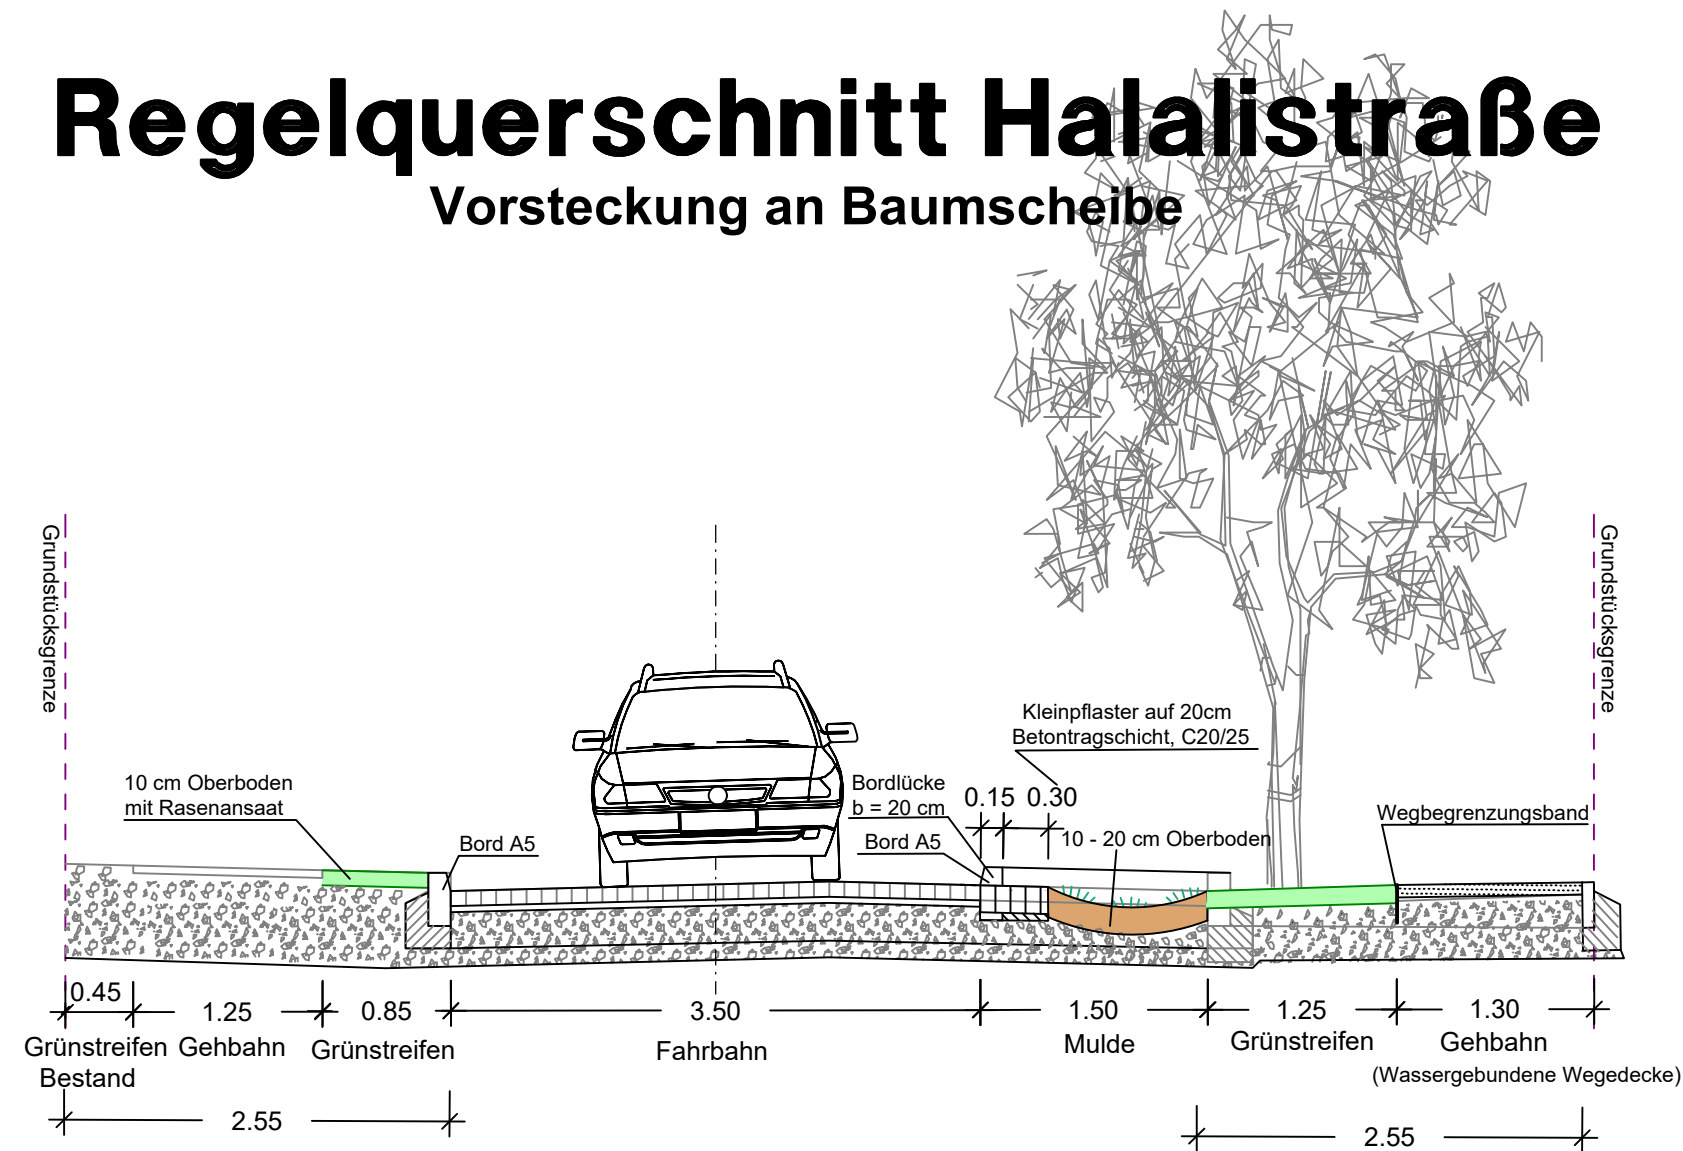 Regelquerschnitt Halalistraße
Vorsteckung an Baumscheibe
Grundstücksgrenze
Grundstücksgrenze
Kleinpflaster auf 20cm
Betontragschicht, C20/25
10 cm Oberboden
mit Rasenansaat
Bordlücke
b = 20 cm
0.15 0.30
Wegbegrenzungsband
Bord A5
Bord A5
10 - 20 cm Oberboden
0.45
1.25
0.85
3.50
1.50
1.25
1.30
Grünstreifen
Bestand
Gehbahn
Grünstreifen
Fahrbahn
Mulde
Grünstreifen
Gehbahn
(Wassergebundene Wegedecke)
2.55
2.55